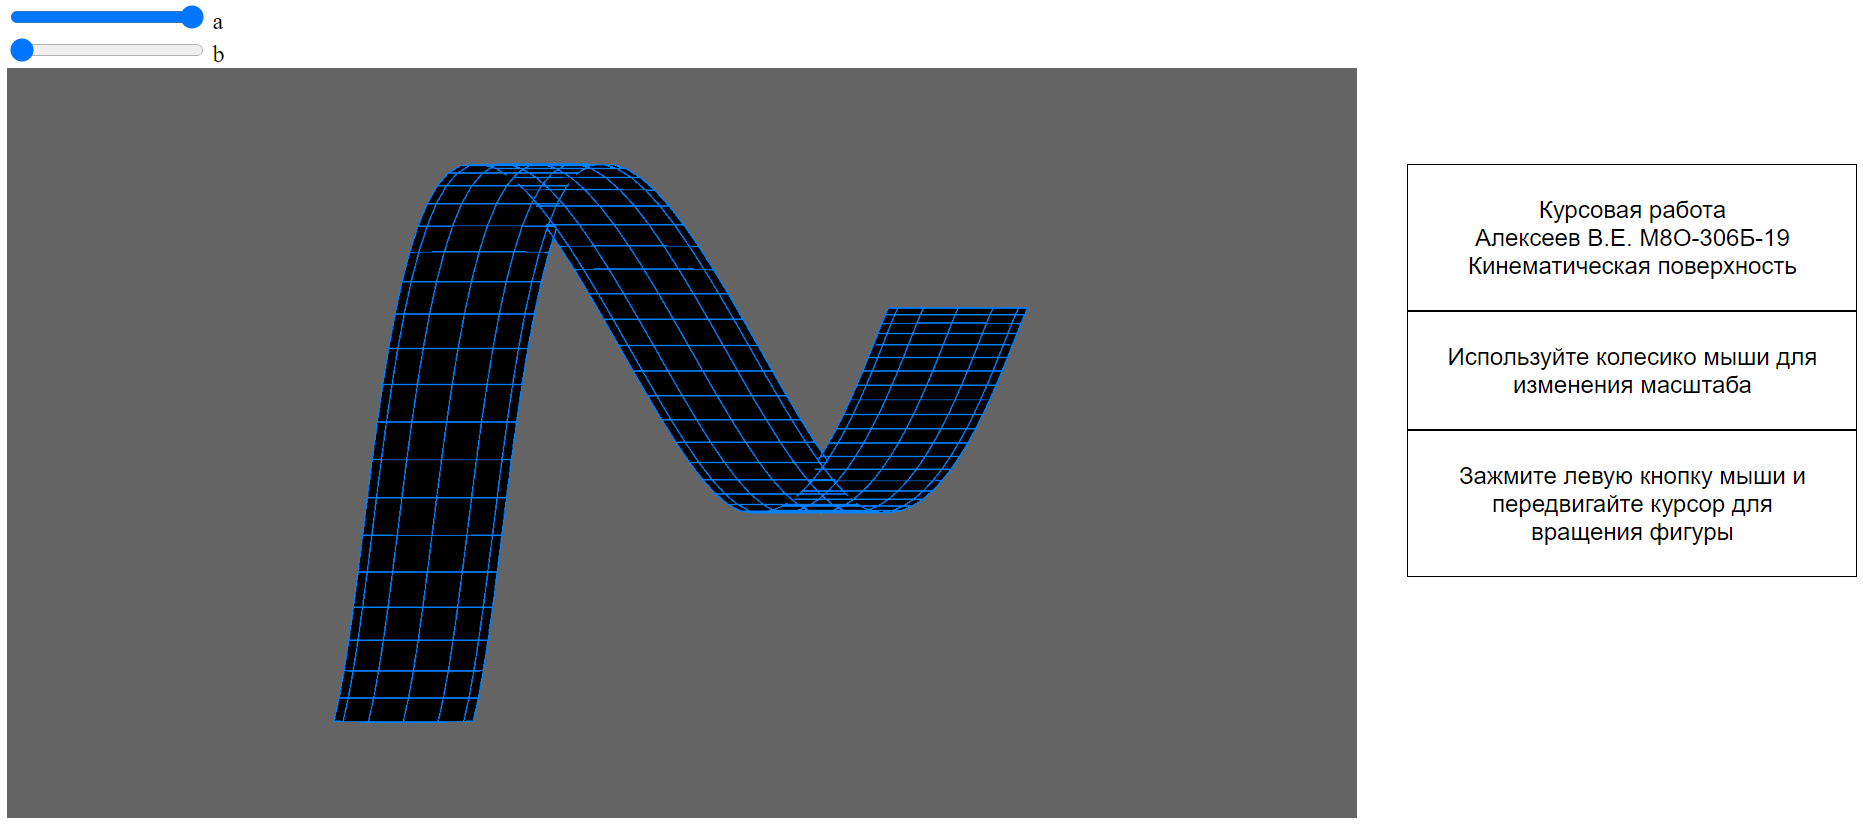 a
b
Курсовая работа
Алексеев В.Е. М8О-306Б-19
Кинематическая поверхность
Используйте колесико мыши для
изменения масштаба
Зажмите левую кнопку мыши и
передвигайте курсор для
вращения фигуры